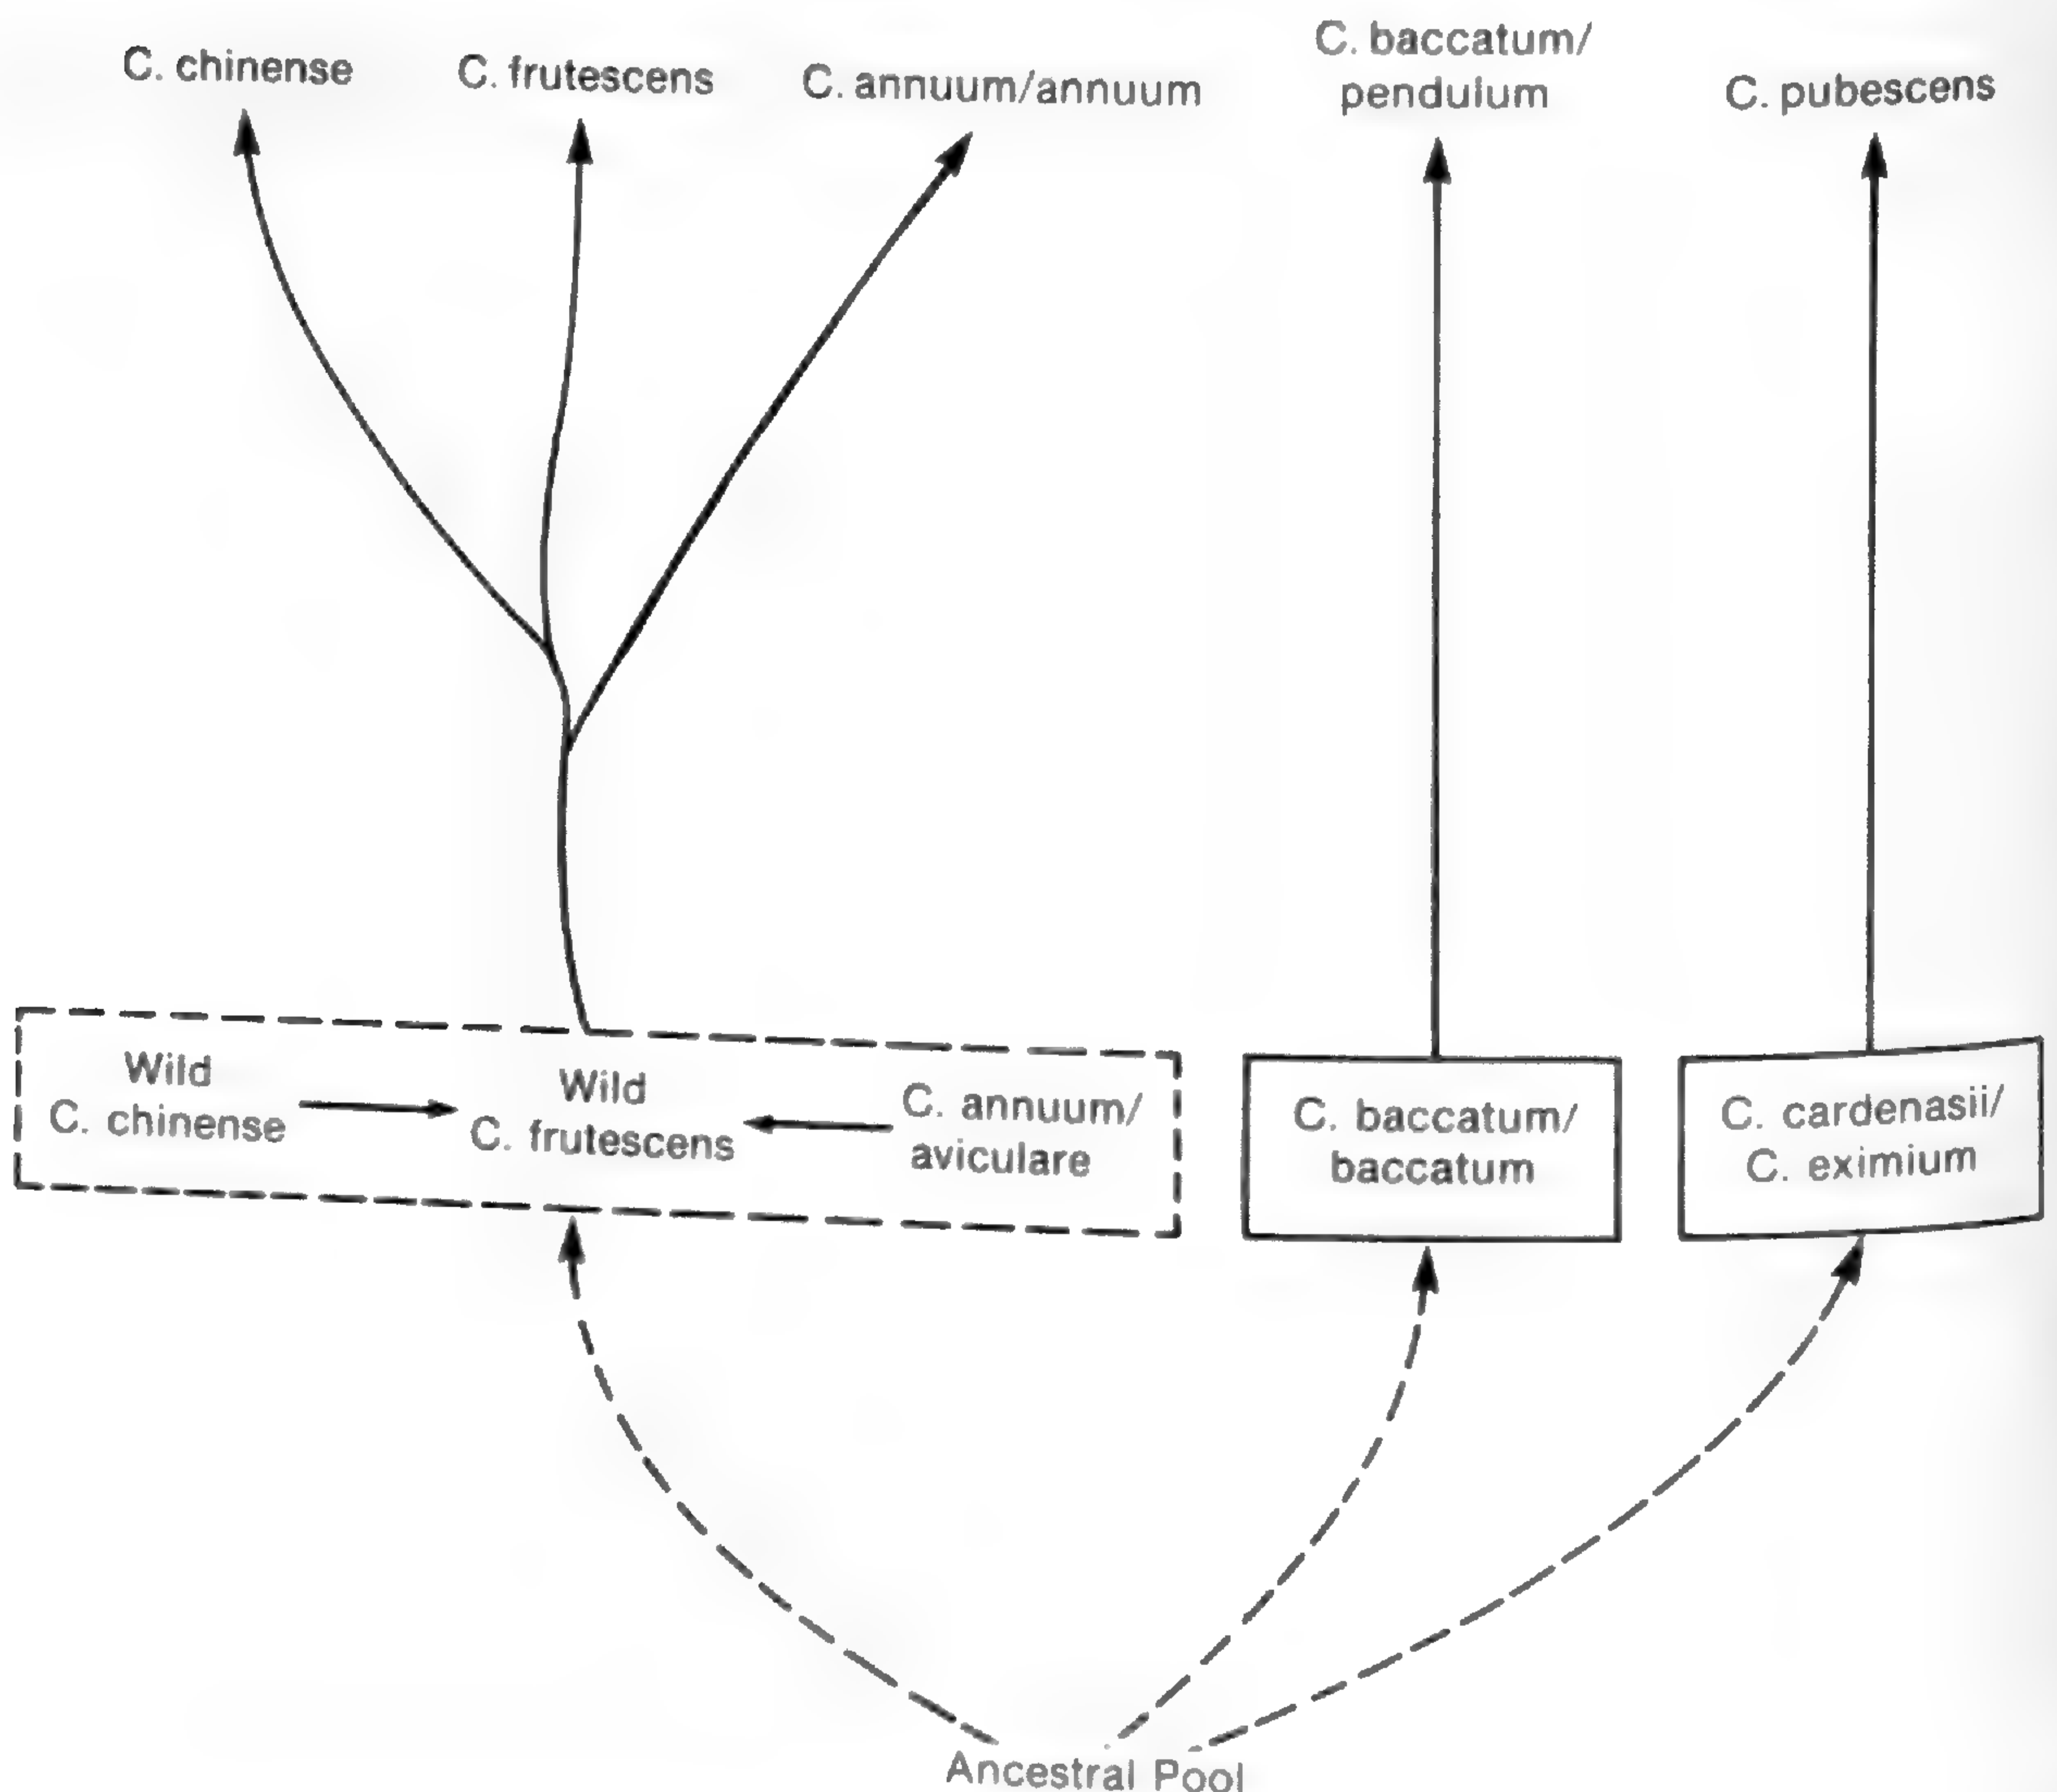 C. chinense
C. frutescens
C. annuum/annuum
C. baccatum/
pendulum
C. pubescens
Wild
C. chinense
Wild
C. frutescens
C. annuum/
aviculare
C. baccatum/
baccatum
C. cardenasii/
C. eximium
Ancestral Pool